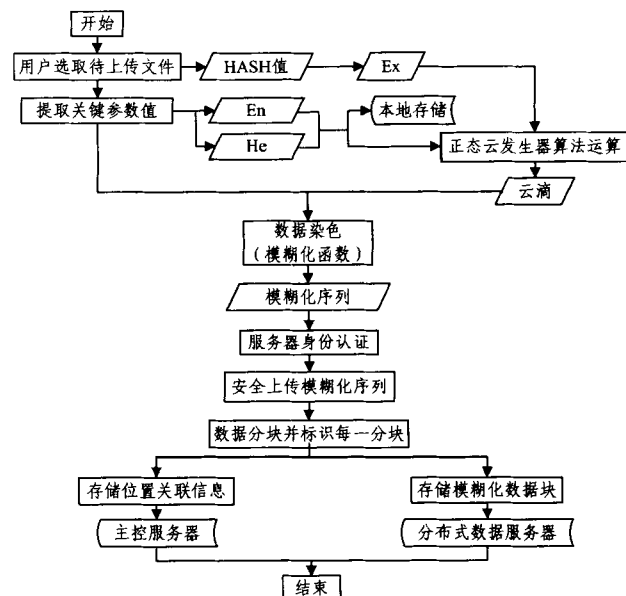 开始
用户选取待上传文件
HASH值
Ex
提取关键参数值
En
He
本地存储
正态云发生器算法运算
云滴
数据染色
（模糊化函数）
模糊化序列
服务器身份认证
安全上传模糊化序列
数据分块并标识每一分块
存储位置关联信息
存储模糊化数据块
主控服务器
分布式数据服务器
结束